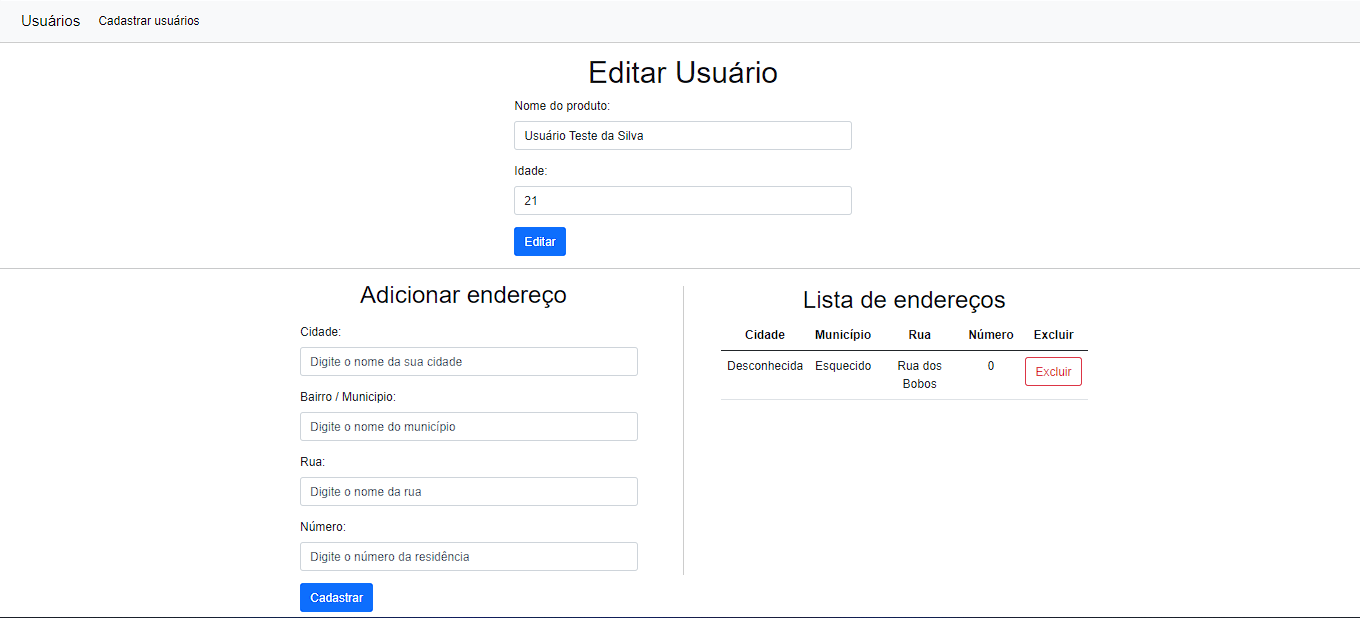 Usuários Cadastrar usuários
Editar Usuário
Nome do produto:
Usuário Teste da Silva
Idade:
21
Editar
Adicionar endereço
Cidade:
Digite o nome da sua cidade
Bairro / Municipio:
Digite o nome do município
Rua:
Digite o nome da rua
Número:
Digite o número da residência
Cadastrar
Lista de endereços
Cidade Município Rua Número Excluir
Desconhecida Esquecido Rua dos 0 Excluir
Bobos